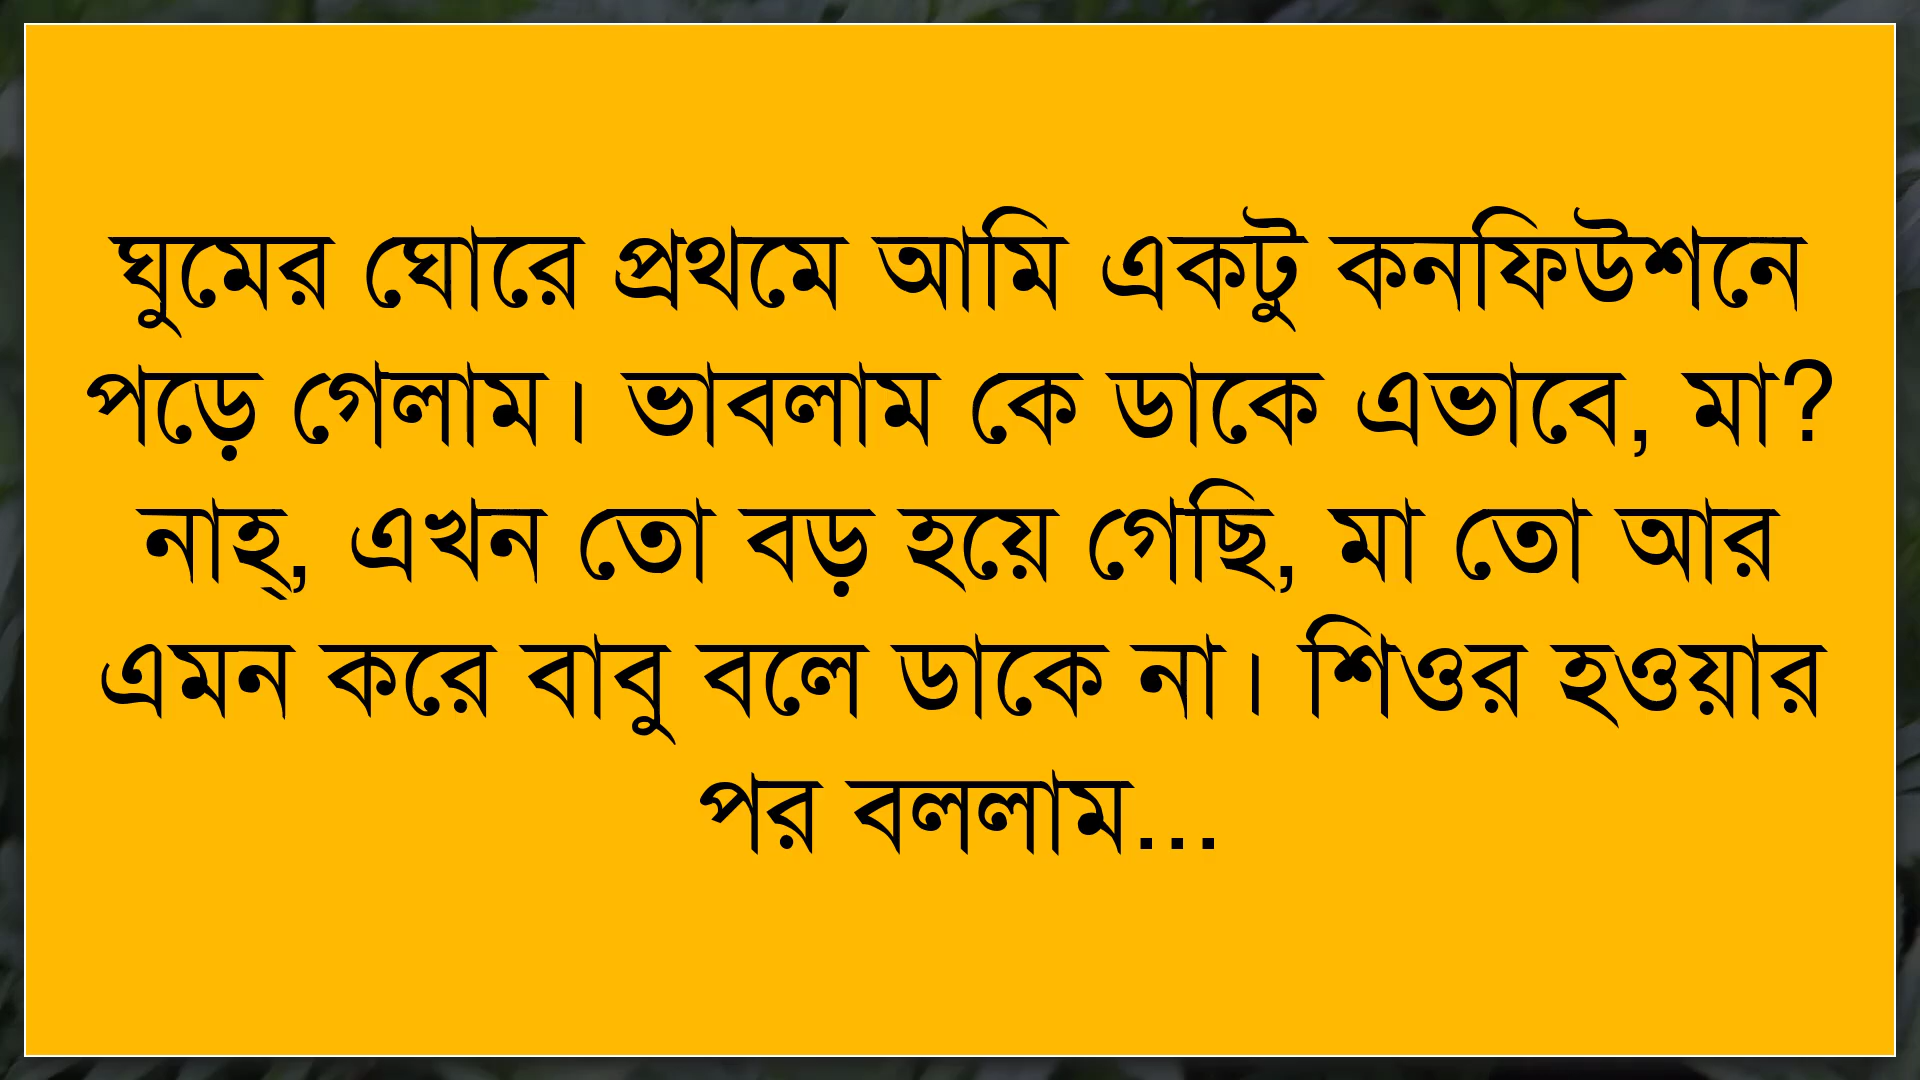 ঘুমের ঘোরে প্রথমে আমি একটু কনফিউশনে
পড়ে গেলাম। ভাবলাম কে ডাকে এভাবে, মা?
নাহ্, এখন তো বড় হয়ে গেছি, মা তো আর
এমন করে বাবু বলে ডাকে না। শিওর হওয়ার
পর বললাম...